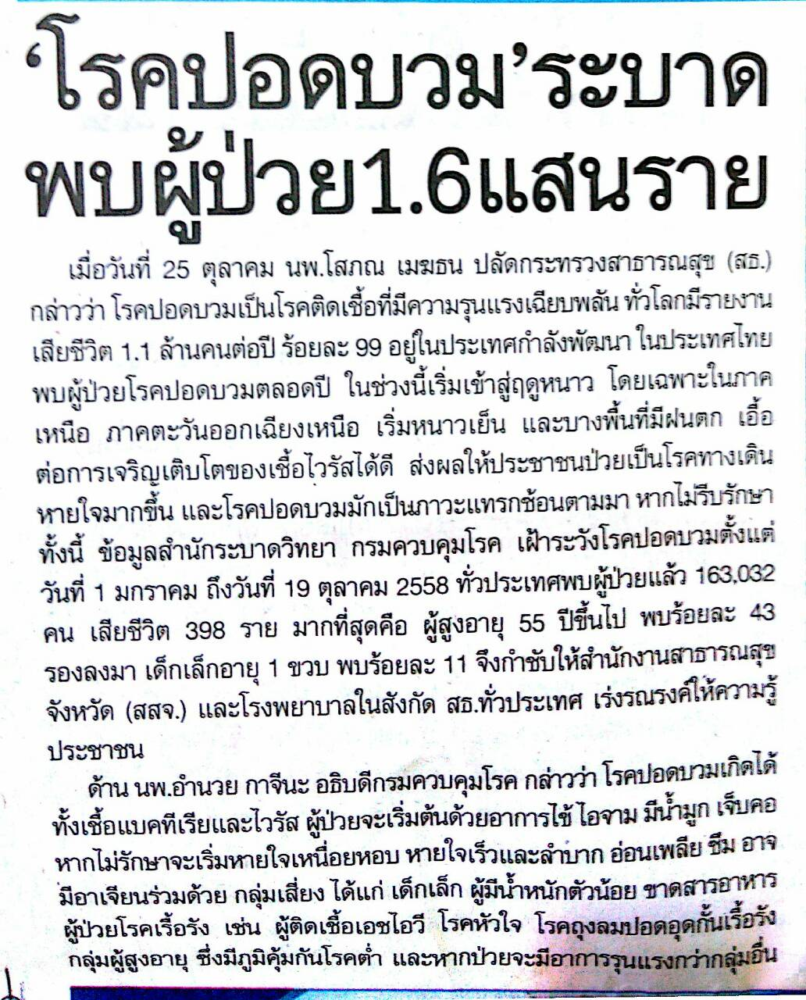 ‘โรคปอดบวม’ระบาด
พบผู้ป่วย1.6แสนราย
เมื่อวันที่ 25 ตุลาคม นพ.โสภณ เมฆธน ปลัดกระทรวงสาธารณสุข (สธ.)
กล่าวว่า โรคปอดบวมเป็นโรคติดเชื้อที่มีความรุนแรงเฉียบพลัน ทั่วโลกมีรายงาน
เสียชีวิต 1.1 ล้านคนต่อปี ร้อยละ 99 อยู่ในประเทศกำลังพัฒนา ในประเทศไทย
พบผู้ป่วยโรคปอดบวมตลอดปี ในช่วงนี้เริ่มเข้าสู่ฤดูหนาว โดยเฉพาะในภาค
เหนือ ภาคตะวันออกเฉียงเหนือ เริ่มหนาวเย็น และบางพื้นที่มีฝนตก เอื้อ
ต่อการเจริญเติบโตของเชื้อไวรัสได้ดี ส่งผลให้ประชาชนป่วยเป็นโรคทางเดิน
หายใจมากขึ้น และโรคปอดบวมมักเป็นภาวะแทรกซ้อนตามมา หากไม่รีบรักษา
ทั้งนี้ ข้อมูลสำนักระบาดวิทยา กรมควบคุมโรค เฝ้าระวังโรคปอดบวมตั้งแต่
วันที่ 1 มกราคม ถึงวันที่ 19 ตุลาคม 2558 ทั่วประเทศพบผู้ป่วยแล้ว 163,032
คน เสียชีวิต 398 ราย มากที่สุดคือ ผู้สูงอายุ 55 ปีขึ้นไป พบร้อยละ 43
รองลงมา เด็กเล็กอายุ 1 ขวบ พบร้อยละ 11 จึงกำชับให้สำนักงานสาธารณสุข
จังหวัด (สสจ.) และโรงพยาบาลในสังกัด สธ.ทั่วประเทศ เร่งรณรงค์ให้ความรู้
ประชาชน
ด้าน นพ.อำนวย กาจีนะ อธิบดีกรมควบคุมโรค กล่าวว่า โรคปอดบวมเกิดได้
ทั้งเชื้อแบคทีเรียและไวรัส ผู้ป่วยจะเริ่มต้นด้วยอาการไข้ ไอจาม มีน้ำมูก เจ็บคอ
หากไม่รักษาจะเริ่มหายใจเหนื่อยหอบ หายใจเร็วและลำบาก อ่อนเพลีย ซึม อาจ
มีอาเจียนร่วมด้วย กลุ่มเสี่ยง ได้แก่ เด็กเล็ก ผู้มีน้ำหนักตัวน้อย ขาดสารอาหาร
ผู้ป่วยโรคเรื้อรัง เช่น ผู้ติดเชื้อเอชไอวี โรคหัวใจ โรคถุงลมปอดอุดกั้นเรื้อรัง
กลุ่มผู้สูงอายุ ซึ่งมีภูมิคุ้มกันโรคต่ำ และหากป่วยจะมีอาการรุนแรงกว่ากลุ่มอื่น